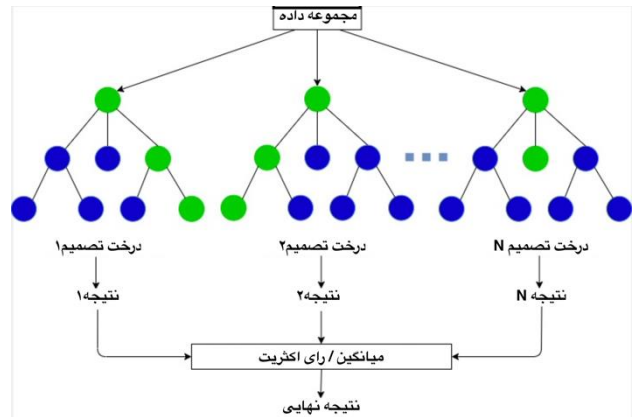 مجموعه داده
درخت تصمیم۱
درخت تصمیم۲
درخت تصمیم N
نتیجه۱
نتیجه۲
نتیجه N
میانگین / رای اکثریت
نتیجه نهایی